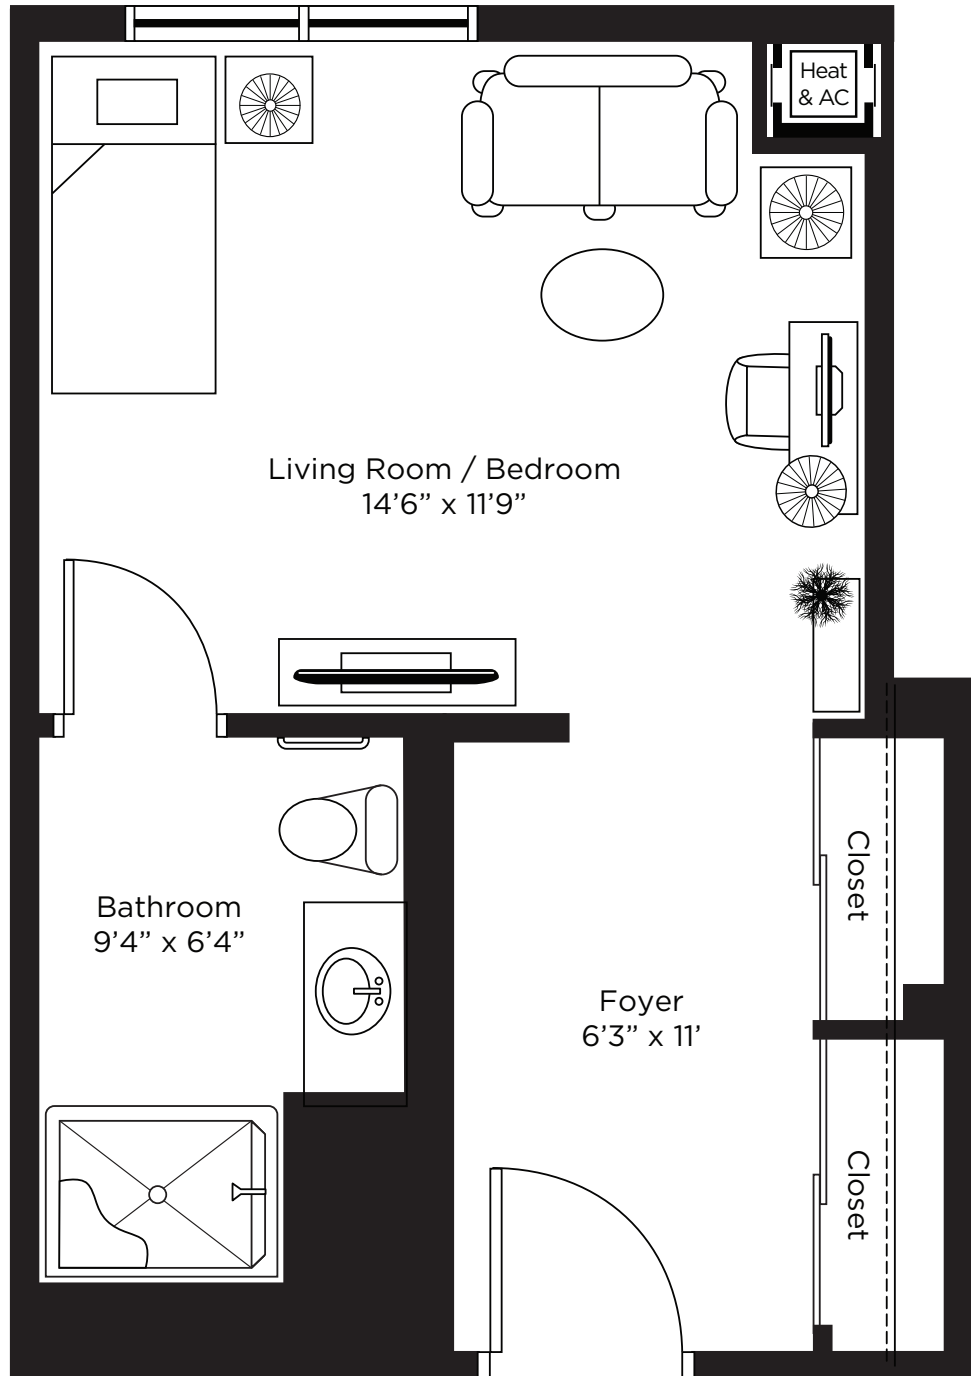 Heat
& AC
Living Room / Bedroom
14’6” x 11’9”
Bathroom
9’4” x 6’4”
Closet
Foyer
6’3” x 11’
Closet